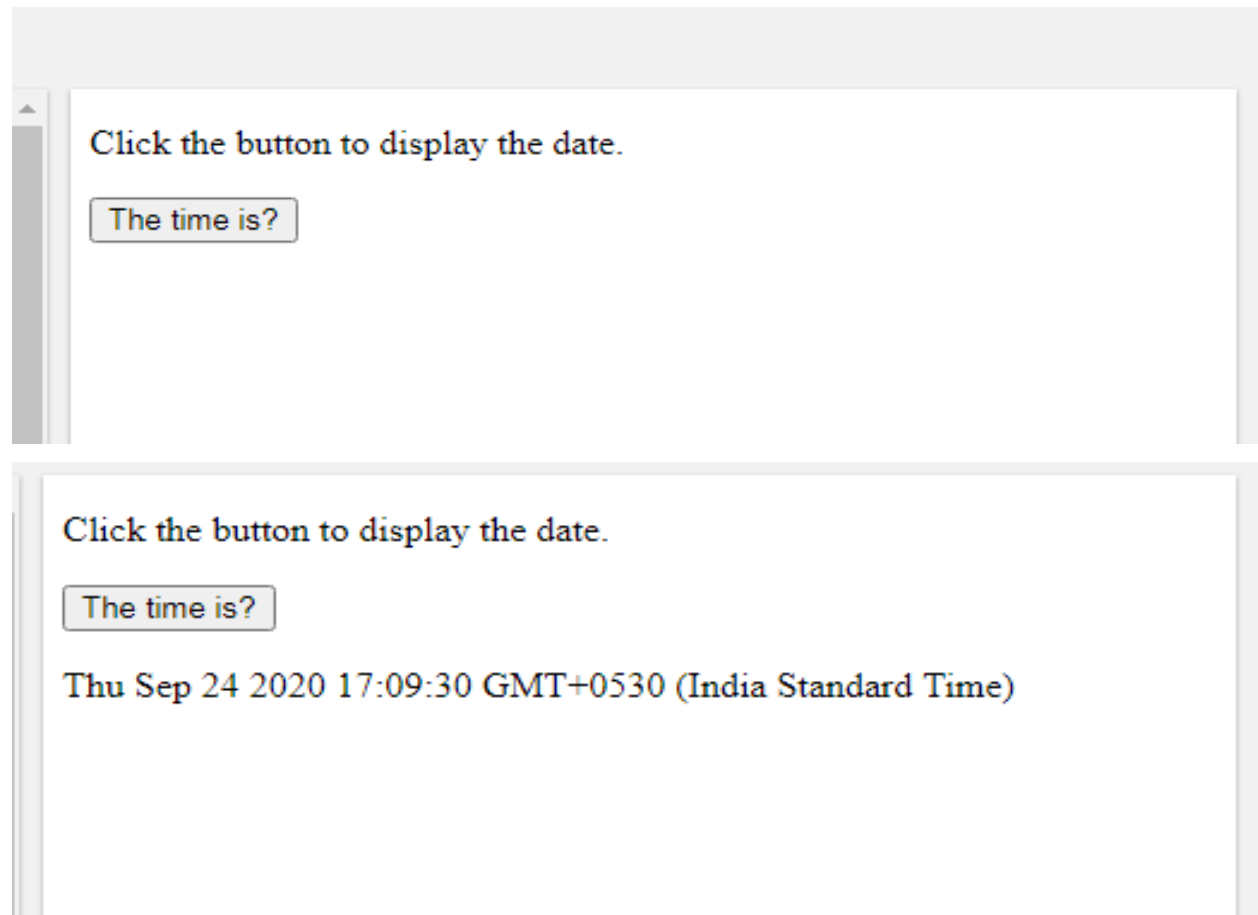 Click the button to display the date.
The time is?
Click the button to display the date.
The time is?
Thu Sep 24 2020 17:09:30 GMT+0530 (India Standard Time)